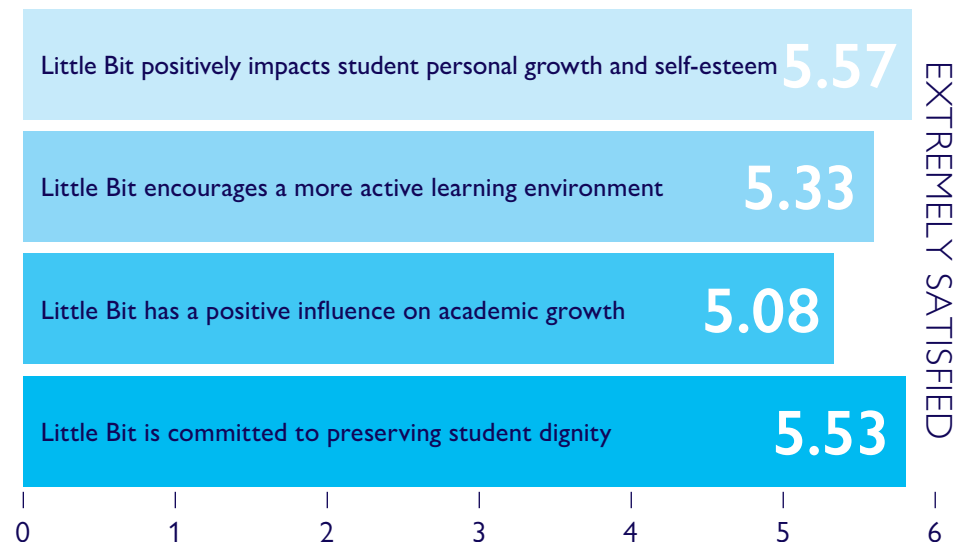 Little Bit positively impacts student personal growth and self-esteem 5.57
Little Bit encourages a more active learning environment 5.33
Little Bit has a positive influence on academic growth 5.08
Little Bit is committed to preserving student dignity 5.53
EXTREMELY SATISFIED
0 1 2 3 4 5 6